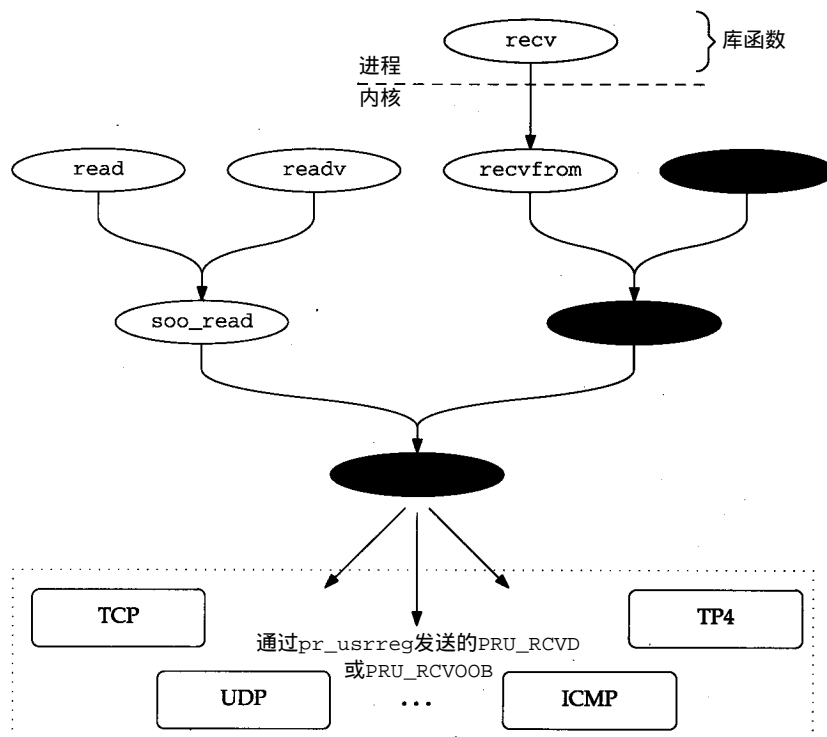 recv
库函数
进程
内核
read
readv
recvfrom
soo_read
TCP
TP4
通过pr_usrreg发送的PRU_RCVD
或PRU_RCVOOB
UDP
...
ICMP